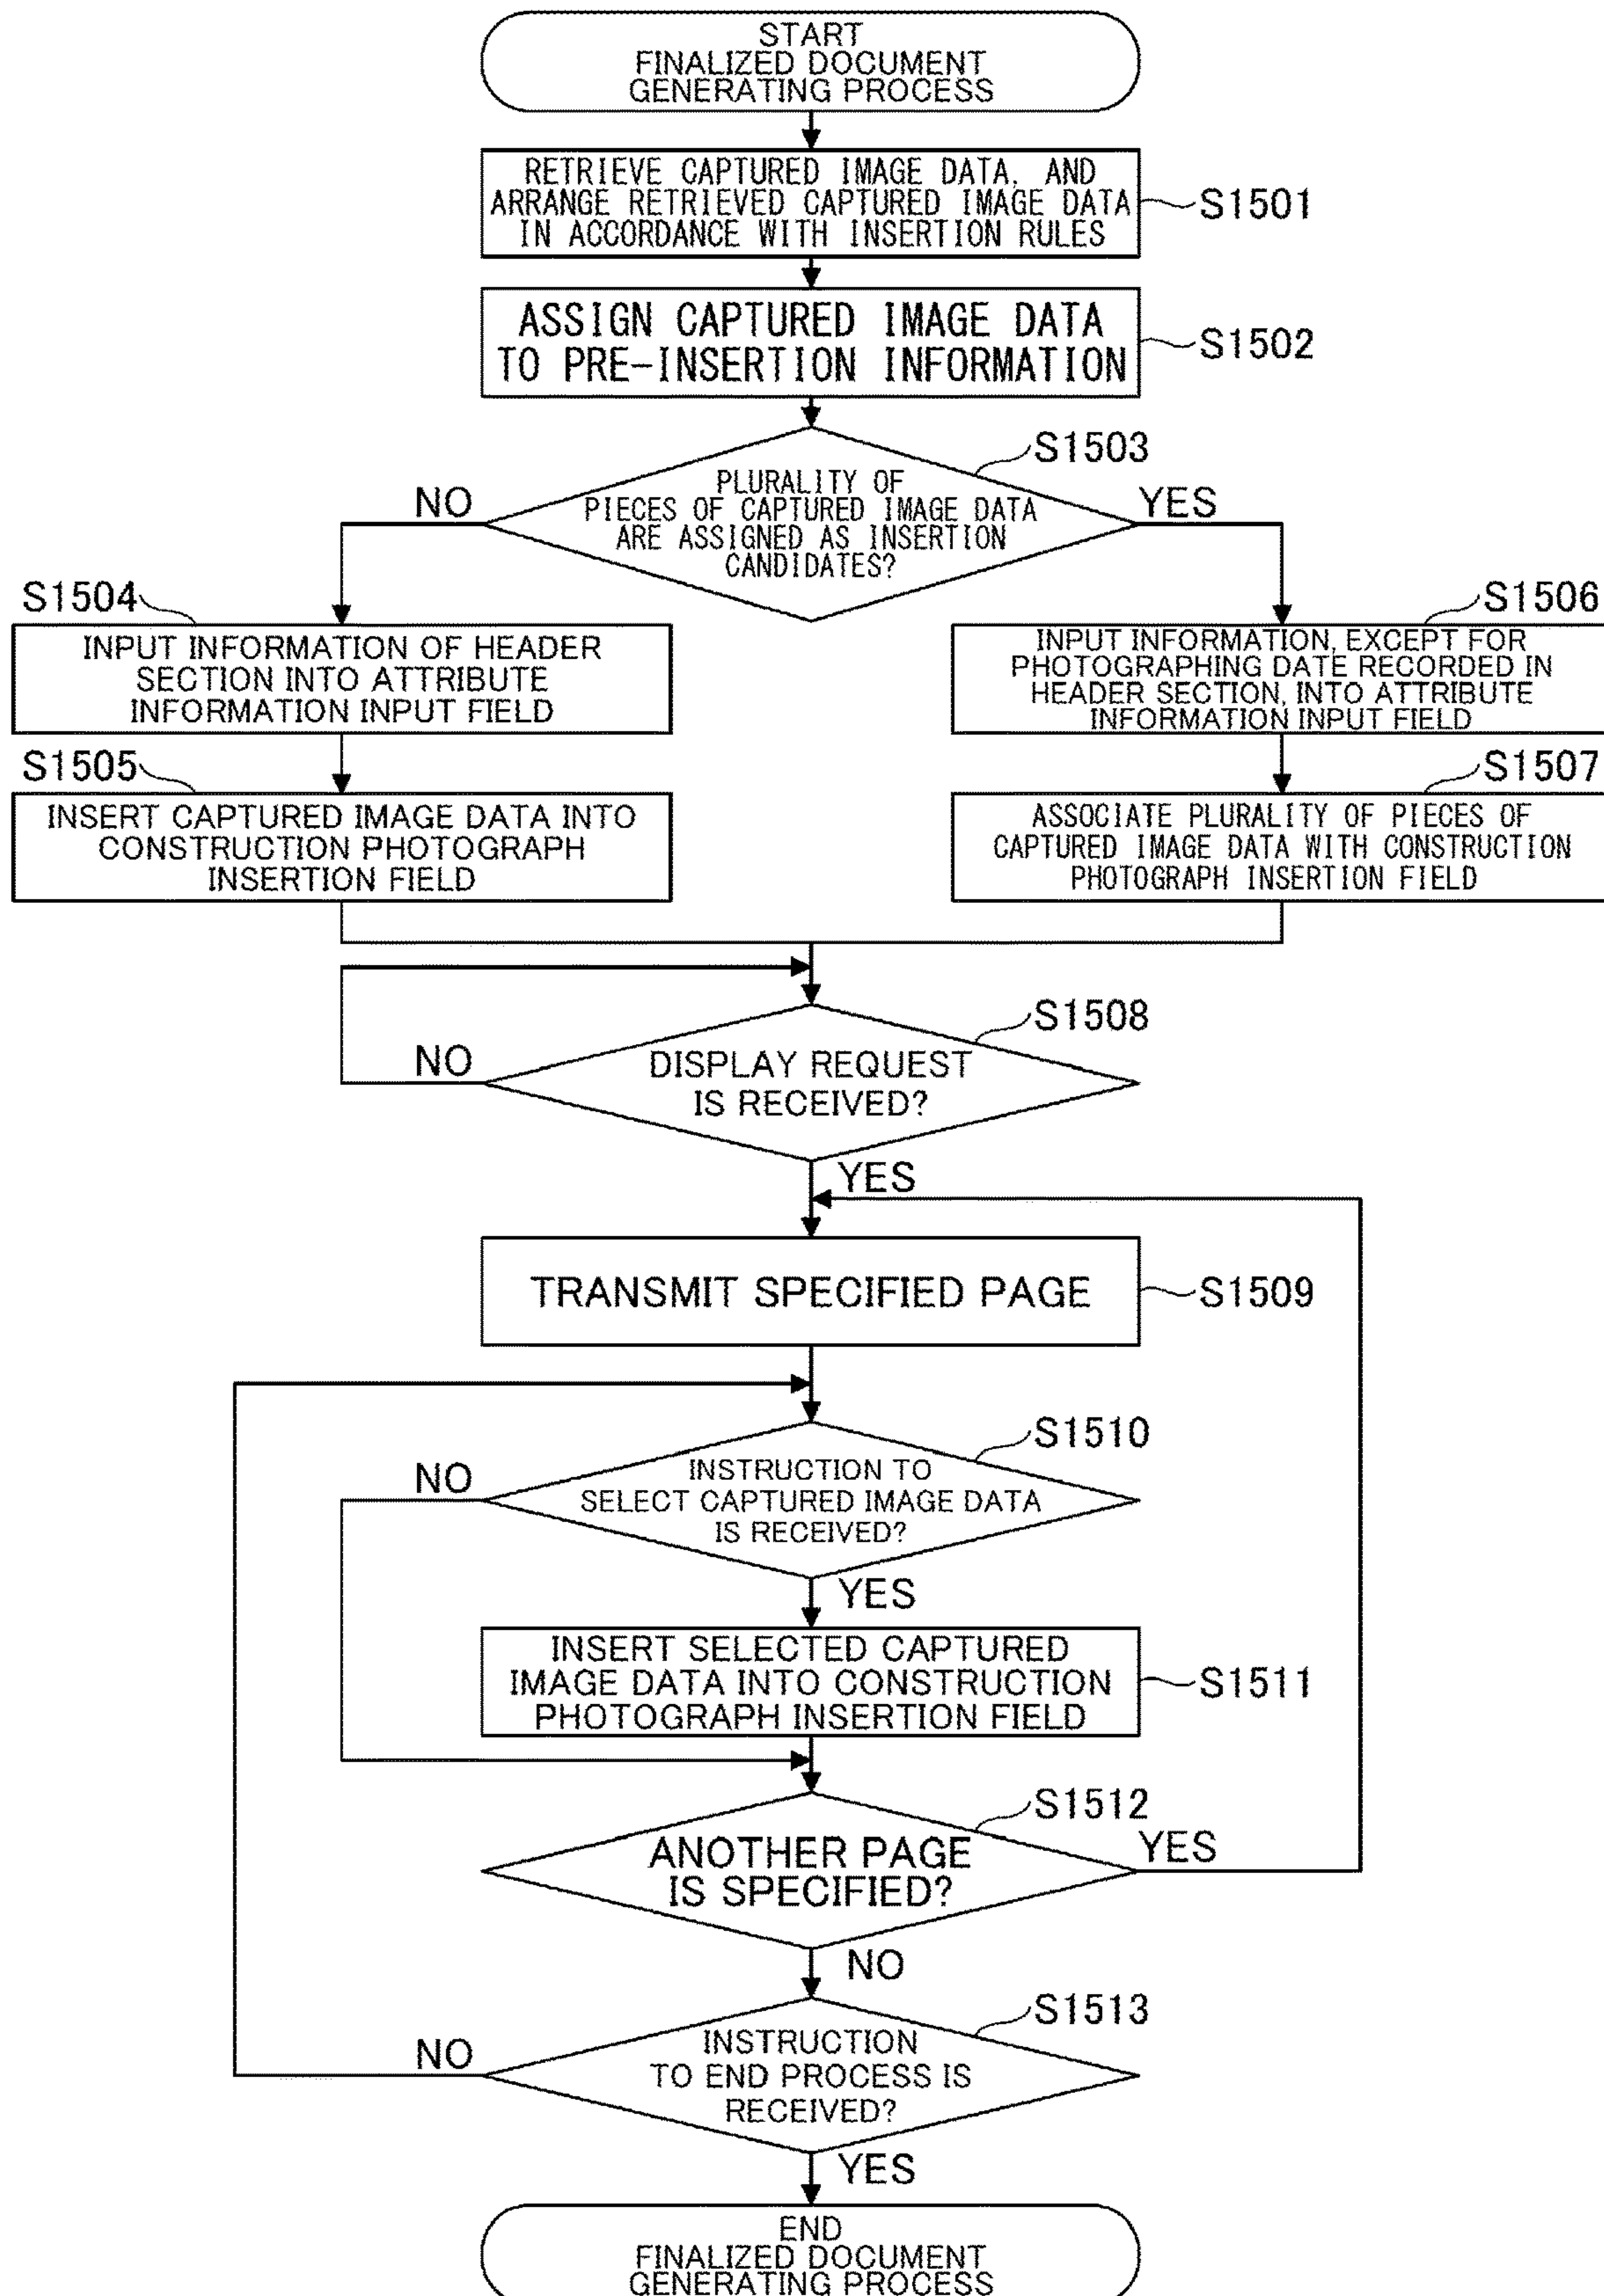 START
FINALIZED DOCUMENT
GENERATING PROCESS
RETRIEVE CAPTURED IMAGE DATA, AND
ARRANGE RETRIEVED CAPTURED IMAGE DATA
IN ACCORDANCE WITH INSERTION RULES
S1501
ASSIGN CAPTURED IMAGE DATA
TO PRE-INSERTION INFORMATION
S1502
S1503
PLURALITY OF
PIECES OF CAPTURED IMAGE DATA
ARE ASSIGNED AS INSERTION
CANDIDATES?
NO
YES
S1504
INPUT INFORMATION OF HEADER
SECTION INTO ATTRIBUTE
INFORMATION INPUT FIELD
S1506
INPUT INFORMATION, EXCEPT FOR
PHOTOGRAPHING DATE RECORDED IN
HEADER SECTION, INTO ATTRIBUTE
INFORMATION INPUT FIELD
S1505
INSERT CAPTURED IMAGE DATA INTO
CONSTRUCTION PHOTOGRAPH
INSERTION FIELD
S1507
ASSOCIATE PLURALITY OF PIECES OF
CAPTURED IMAGE DATA WITH CONSTRUCTION
PHOTOGRAPH INSERTION FIELD
S1508
DISPLAY REQUEST
IS RECEIVED?
NO
YES
TRANSMIT SPECIFIED PAGE
S1509
S1510
INSTRUCTION TO
SELECT CAPTURED IMAGE DATA
IS RECEIVED?
NO
YES
INSERT SELECTED CAPTURED
IMAGE DATA INTO CONSTRUCTION
PHOTOGRAPH INSERTION FIELD
S1511
S1512
ANOTHER PAGE
IS SPECIFIED?
YES
NO
S1513
INSTRUCTION
TO END PROCESS IS
RECEIVED?
NO
YES
END
FINALIZED DOCUMENT
GENERATING PROCESS